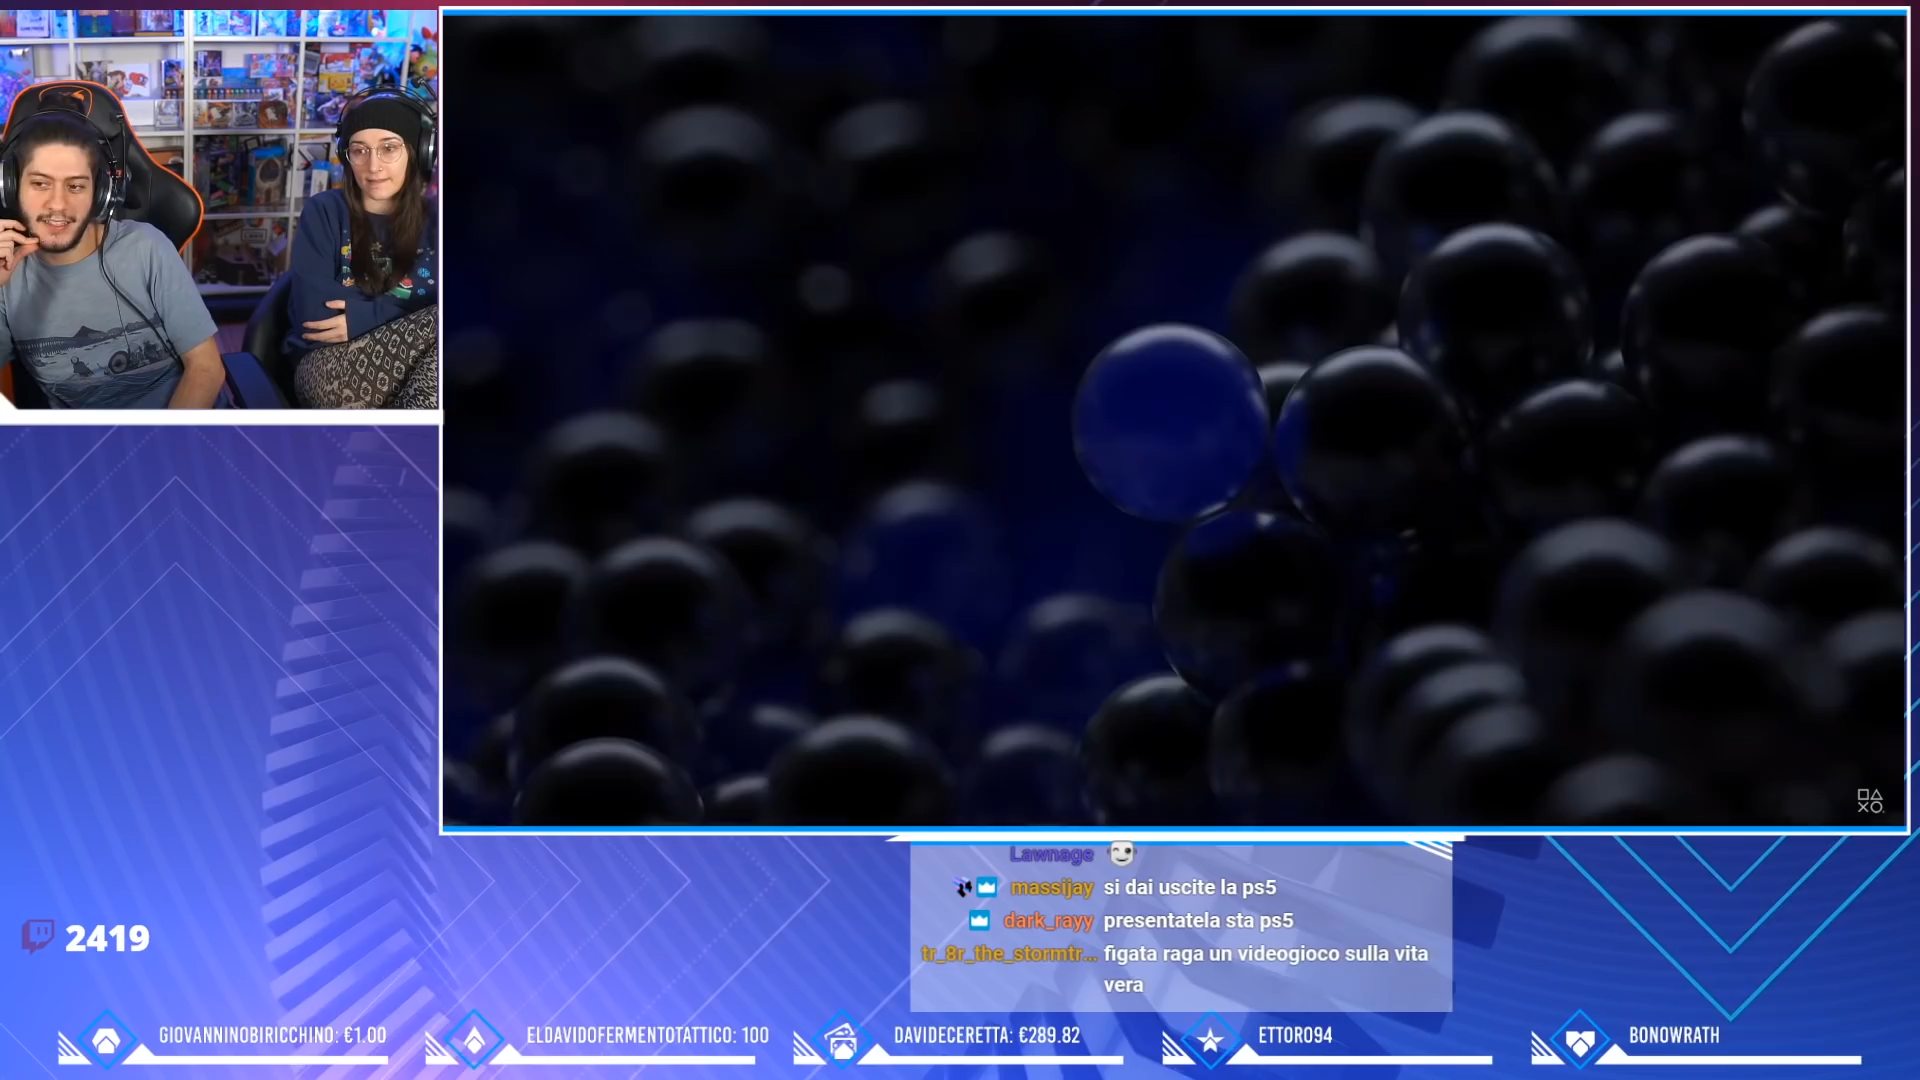 Lawnage
massijay si dai uscite la ps5
dark_rayy presentatela sta ps5
tr_8r_the_stormtr... figata raga un videogioco sulla vita
vera
2419
GIOVANNINOBIRICCHINO: €1.00
ELDAVIDOFERMENTOTATTICO: 100
DAVIDECERETTA: €289.82
ETTORO94
BONOWRATH